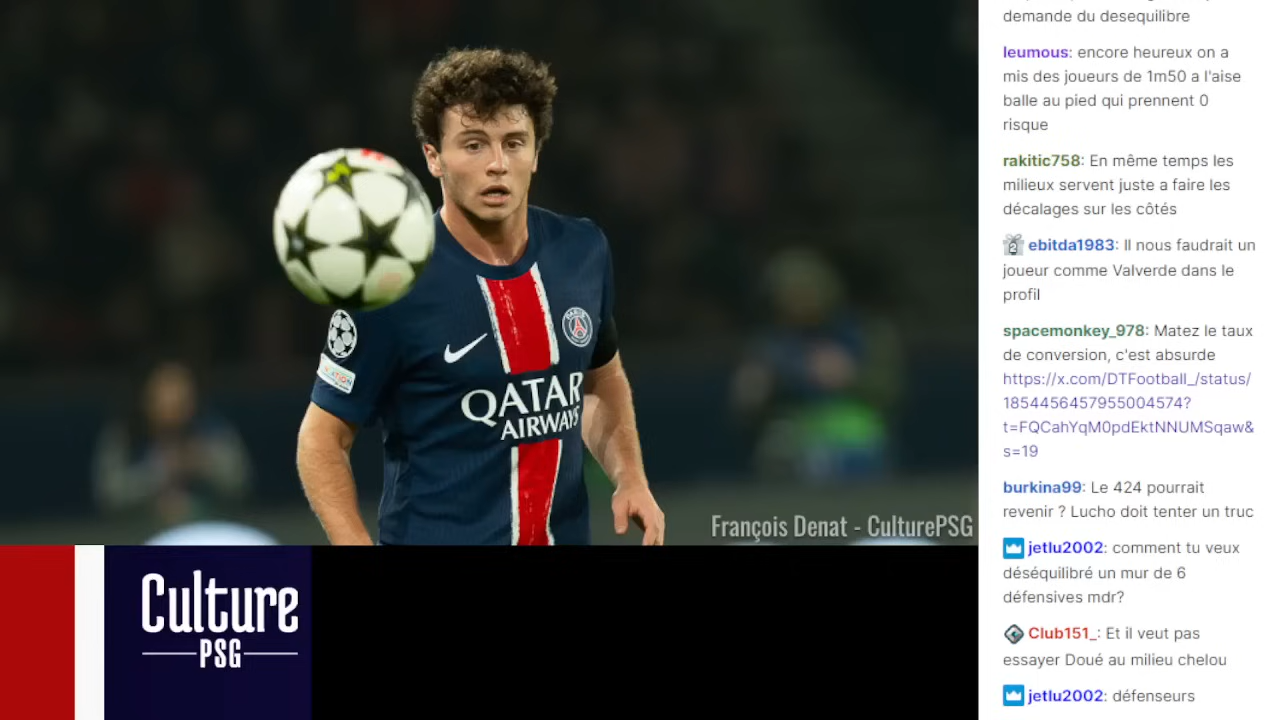 demande du desequilibre
leumous: encore heureux on a
mis des joueurs de 1m50 a l'aise
balle au pied qui prennent 0
risque
rakitic758: En même temps les
milieux servent juste a faire les
décalages sur les côtés
2 ebitda1983: Il nous faudrait un
joueur comme Valverde dans le
profil
spacemonkey_978: Matez le taux
de conversion, c'est absurde
https://x.com/DTFootball_/status/
1854456457955004574?
t=FQCahYqM0pdEktNNUMSqaw&
s=19
burkina99: Le 424 pourrait
revenir ? Lucho doit tenter un truc
jetlu2002: comment tu veux
déséquilibré un mur de 6
défensives mdr?
Club151_: Et il veut pas
essayer Doué au milieu chelou
jetlu2002: défenseurs
PARIS
QATAR
AIRWAYS
François Denat - CulturePSG
Culture
PSG